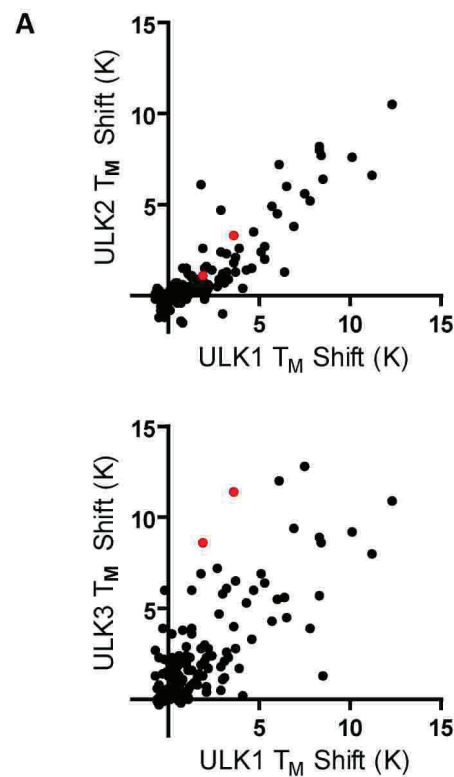 A
15
10
5
ULK2 TM Shift (K)
5 10 15
ULK1 TM Shift (K)
15
10
5
ULK3 TM Shift (K)
5 10 15
ULK1 TM Shift (K)